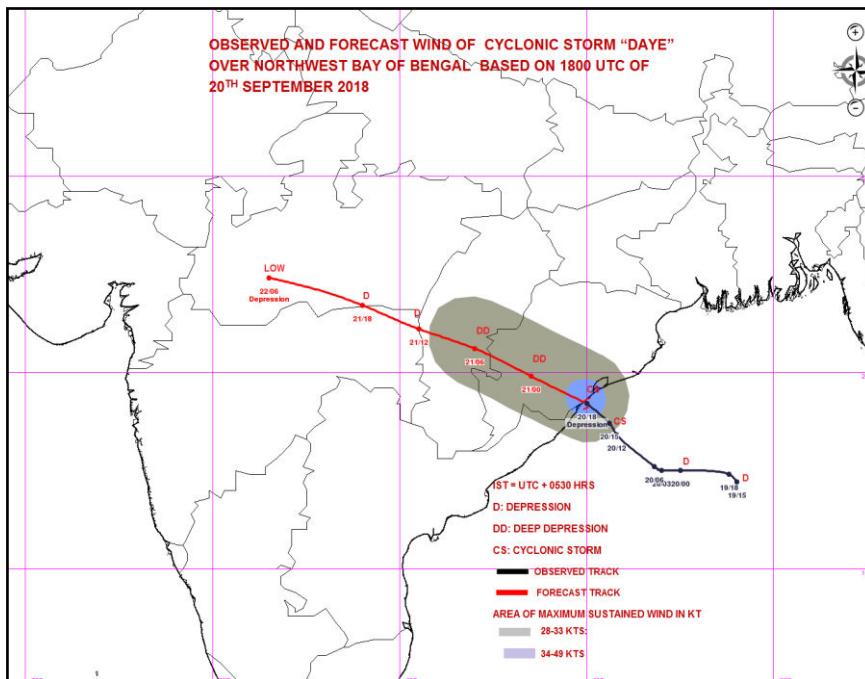 OBSERVED AND FORECAST WIND OF CYCLONIC STORM “DAYE”
OVER NORTHWEST BAY OF BENGAL BASED ON 1800 UTC OF
20TH SEPTEMBER 2018
LOW
22/06
Depression
D
21/18
D
21/12
DD
21/06
DD
21/00
20/18
Depression
CS
20/15
20/12
20/06
20/03
20/00
D
19/18
D
19/15
IST = UTC + 0530 HRS
D: DEPRESSION
DD: DEEP DEPRESSION
CS: CYCLONIC STORM
OBSERVED TRACK
FORECAST TRACK
AREA OF MAXIMUM SUSTAINED WIND IN KT
28-33 KTS:
34-49 KTS